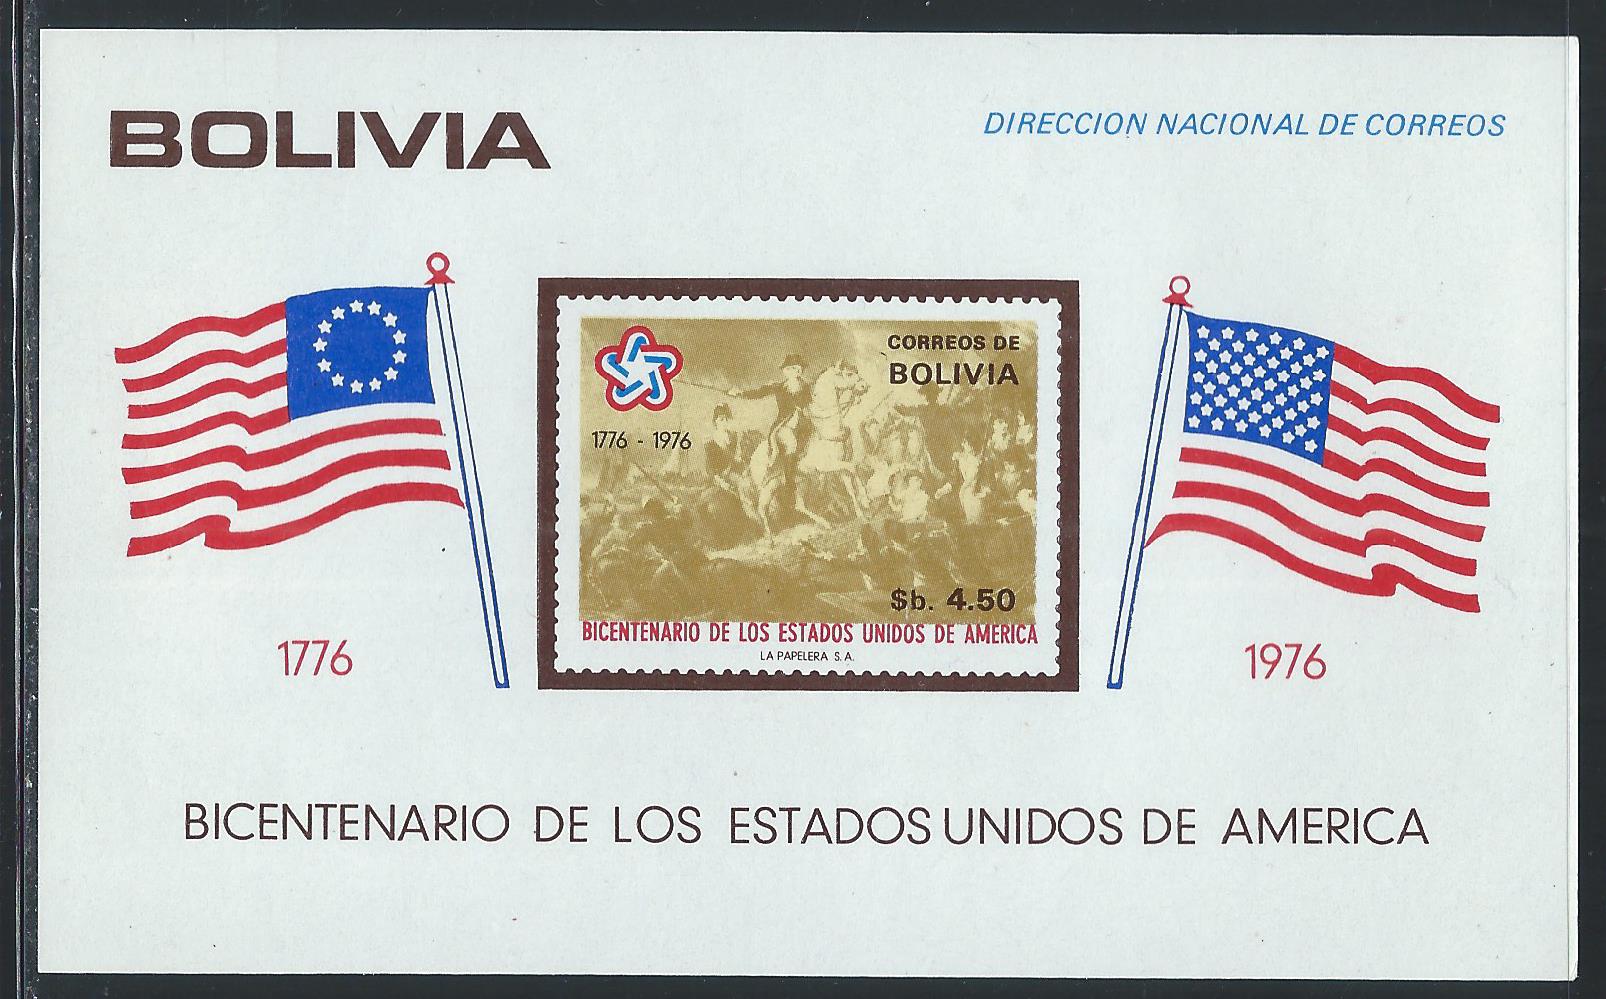 BOLIVIA
DIRECCION NACIONAL DE CORREOS
CORREOS DE
BOLIVIA
1776 - 1976
$b. 4.50
BICENTENARIO DE LOS ESTADOS UNIDOS DE AMERICA
LA PAPELERA S.A.
1776
1976
BICENTENARIO DE LOS ESTADOS UNIDOS DE AMERICA